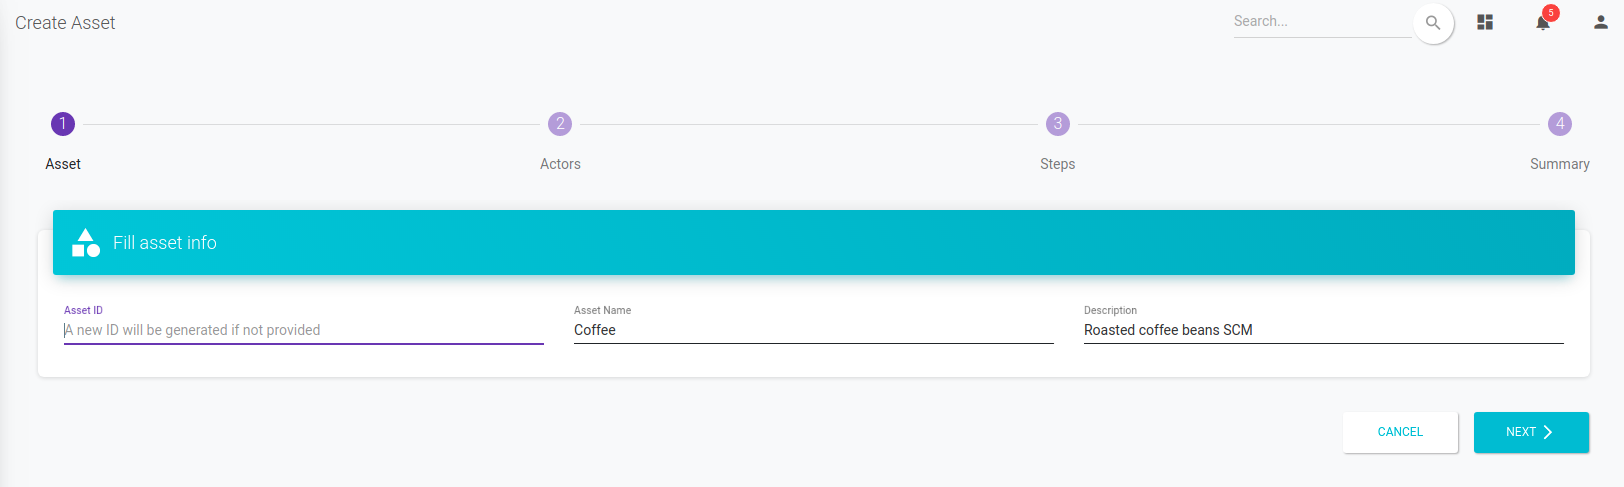 Create Asset
Search...
5
1
2
3
4
Asset
Actors
Steps
Summary
Fill asset info
Asset ID
Asset Name
Description
A new ID will be generated if not provided
Coffee
Roasted coffee beans SCM
CANCEL
NEXT